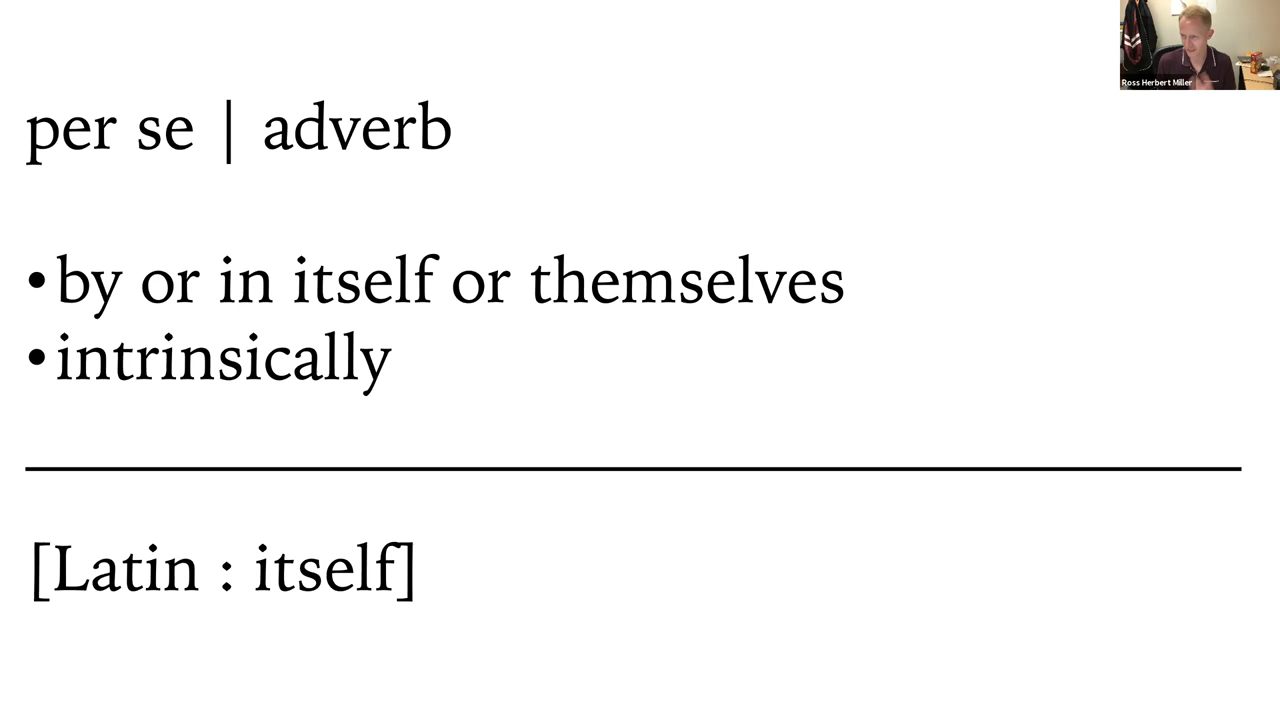 Ross Herbert Miller
per se | adverb
•by or in itself or themselves
•intrinsically
[Latin : itself]